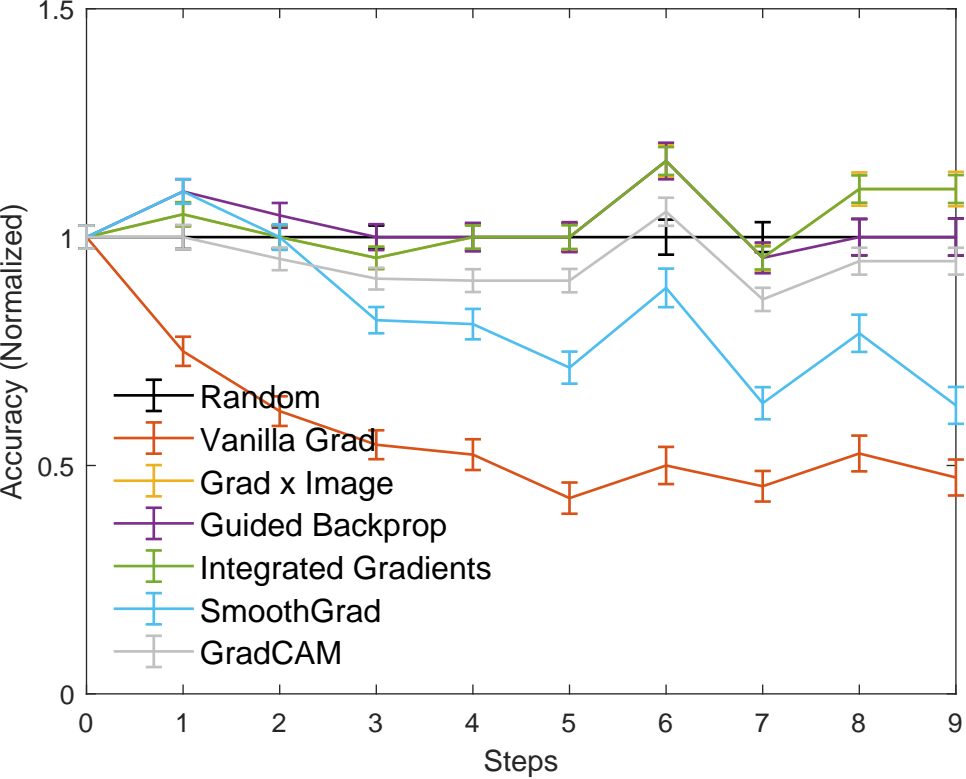 1.5
1
0.5
0
Accuracy (Normalized)
Random
Vanilla Grad
Grad x Image
Guided Backprop
Integrated Gradients
SmoothGrad
GradCAM
0 1 2 3 4 5 6 7 8 9
Steps